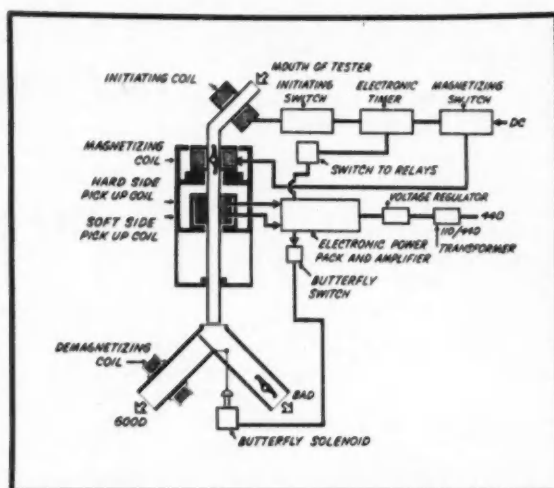 MOUTH OF TESTER
INITIATING COIL
INITIATING
SWITCH
ELECTRONIC
TIMER
MAGNETIZING
SWITCH
DC
MAGNETIZING
COIL
SWITCH TO RELAYS
HARD SIDE
PICK UP COIL
SOFT SIDE
PICK UP COIL
VOLTAGE REGULATOR
440
110/440
TRANSFORMER
ELECTRONIC POWER
PACK AND AMPLIFIER
BUTTERFLY
SWITCH
DEMAGNETIZING
COIL
GOOD
BAD
BUTTERFLY SOLENOID